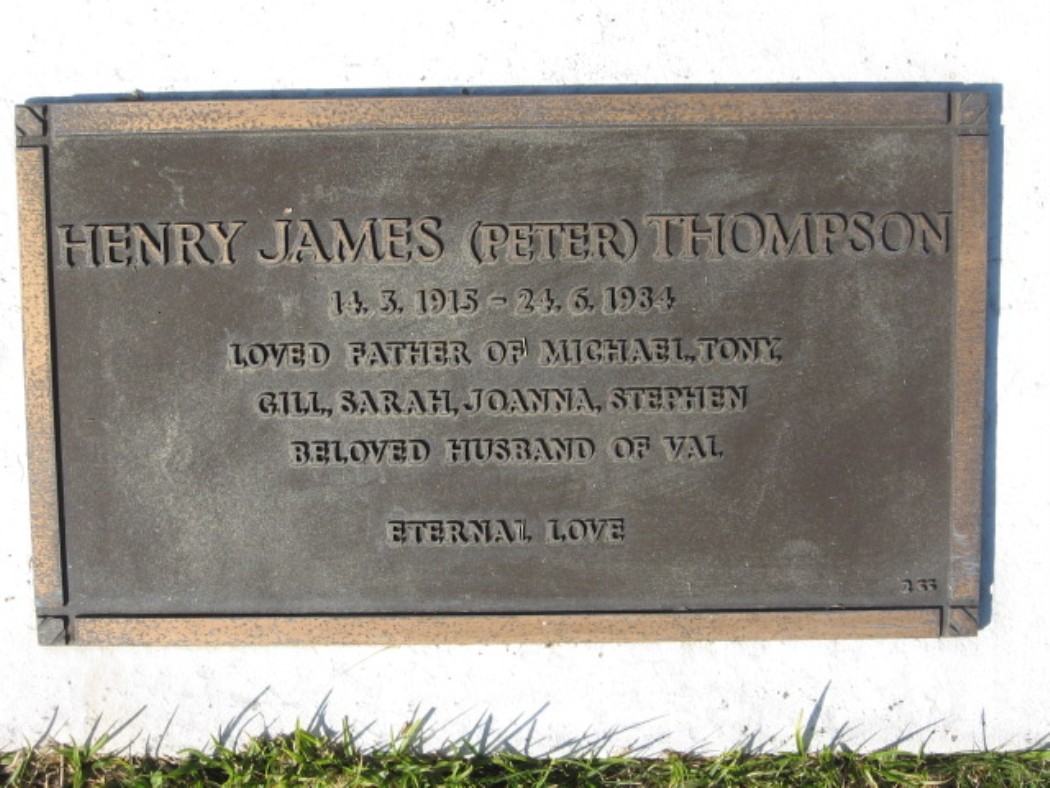 HENRY JAMES (PETER) THOMPSON
14. 3. 1915 - 24. 6. 1984
LOVED FATHER OF MICHAEL, TONY,
GILL, SARAH, JOANNA, STEPHEN
BELOVED HUSBAND OF VAL
ETERNAL LOVE